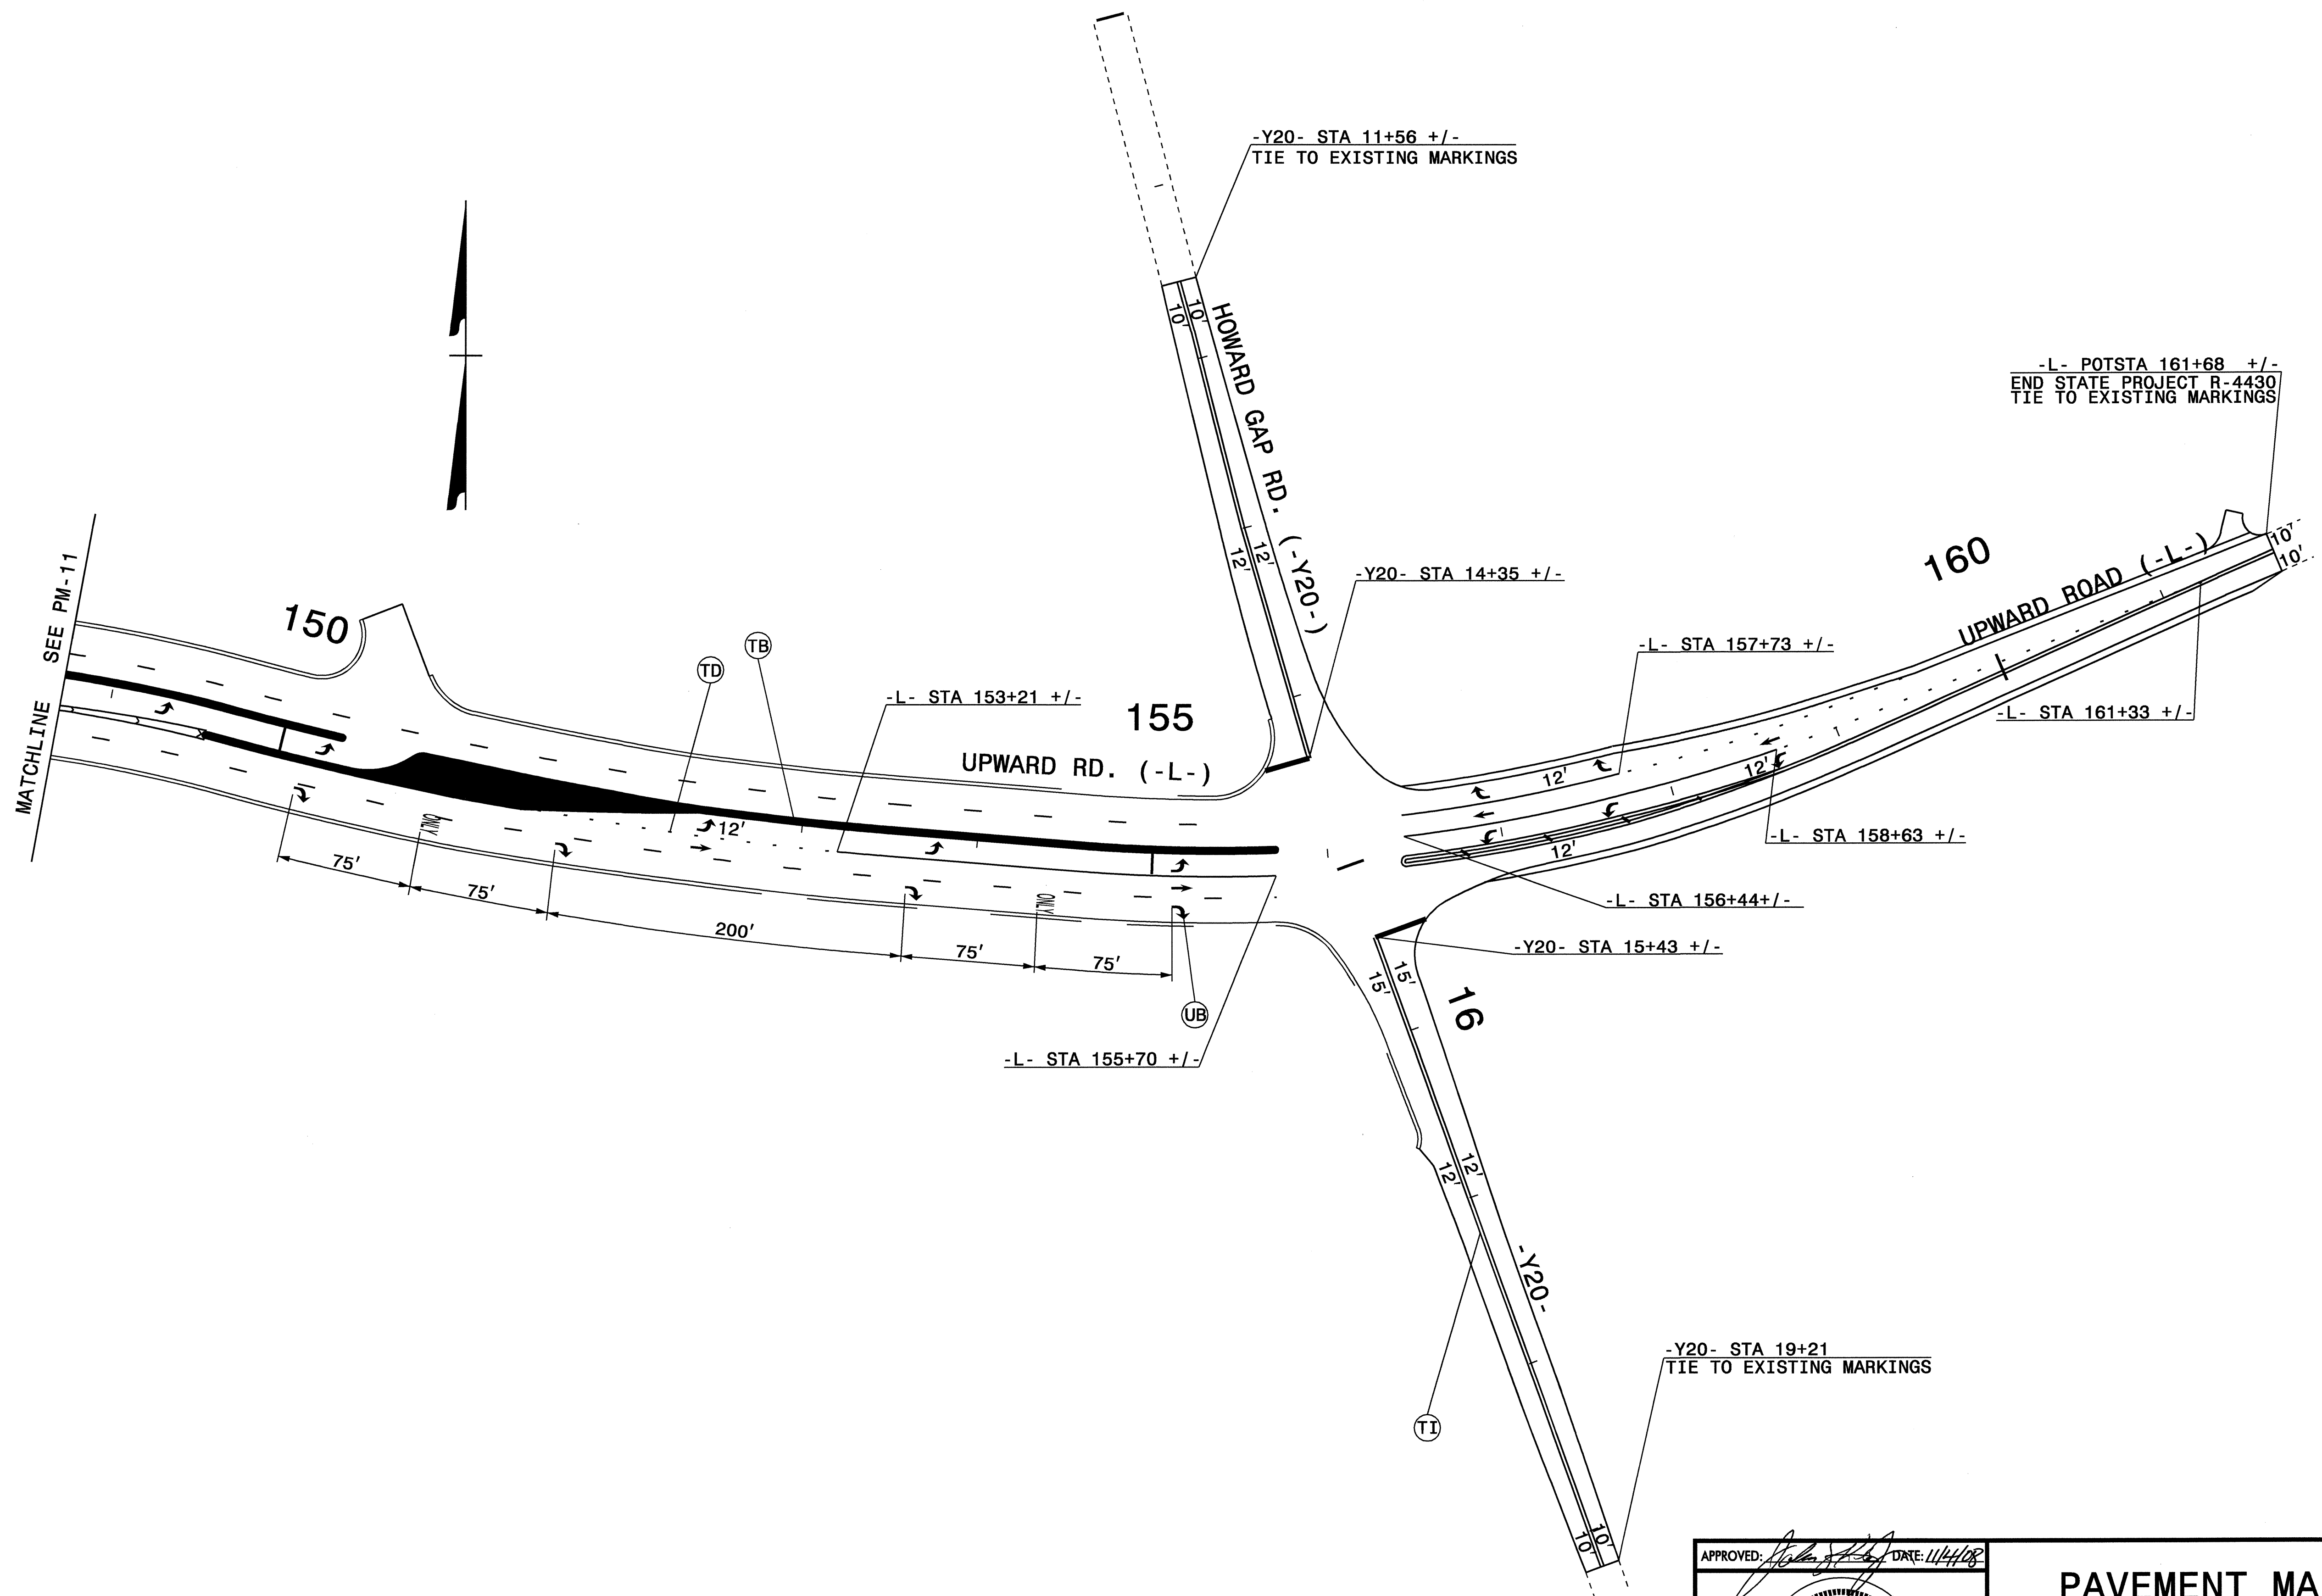 -Y20- STA 11+56 +/-
TIE TO EXISTING MARKINGS
10'
10'
HOWARD GAP RD. (-Y20-)
12'
12'
-L- POTSTA 161+68 +/-
END STATE PROJECT R-4430
TIE TO EXISTING MARKINGS
10'
10'
160
UPWARD ROAD (-L-)
-Y20- STA 14+35 +/-
MATCHLINE SEE PM-11
150
TD
TB
-L- STA 153+21 +/-
155
UPWARD RD. (-L-)
-L- STA 157+73 +/-
-L- STA 161+33 +/-
12'
12'
12'
-L- STA 158+63 +/-
ONLY
12'
75'
75'
200'
ONLY
75'
75'
UB
-L- STA 155+70 +/-
-L- STA 156+44+/-
-Y20- STA 15+43 +/-
15'
15'
16
12'
12'
-Y20-
-Y20- STA 19+21
TIE TO EXISTING MARKINGS
TI
10'
10'
APPROVED: DATE: 11/4/08
PAVEMENT MA